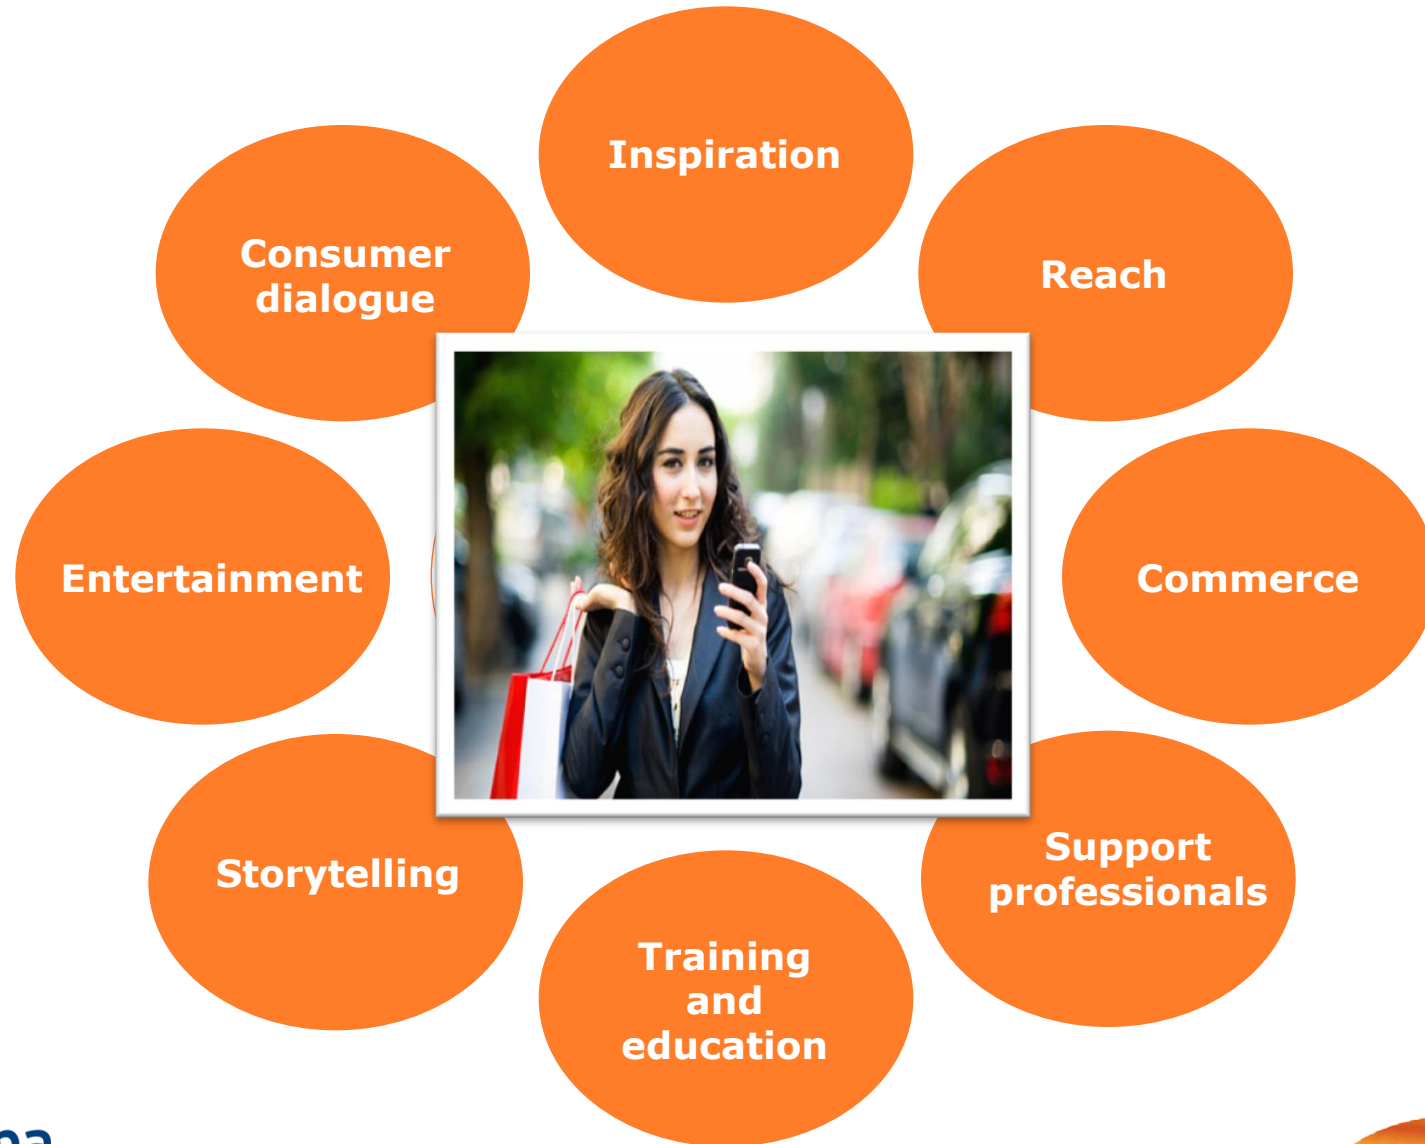 Inspiration
Consumer
dialogue
Reach
Entertainment
Commerce
Storytelling
Support
professionals
Training
and
education